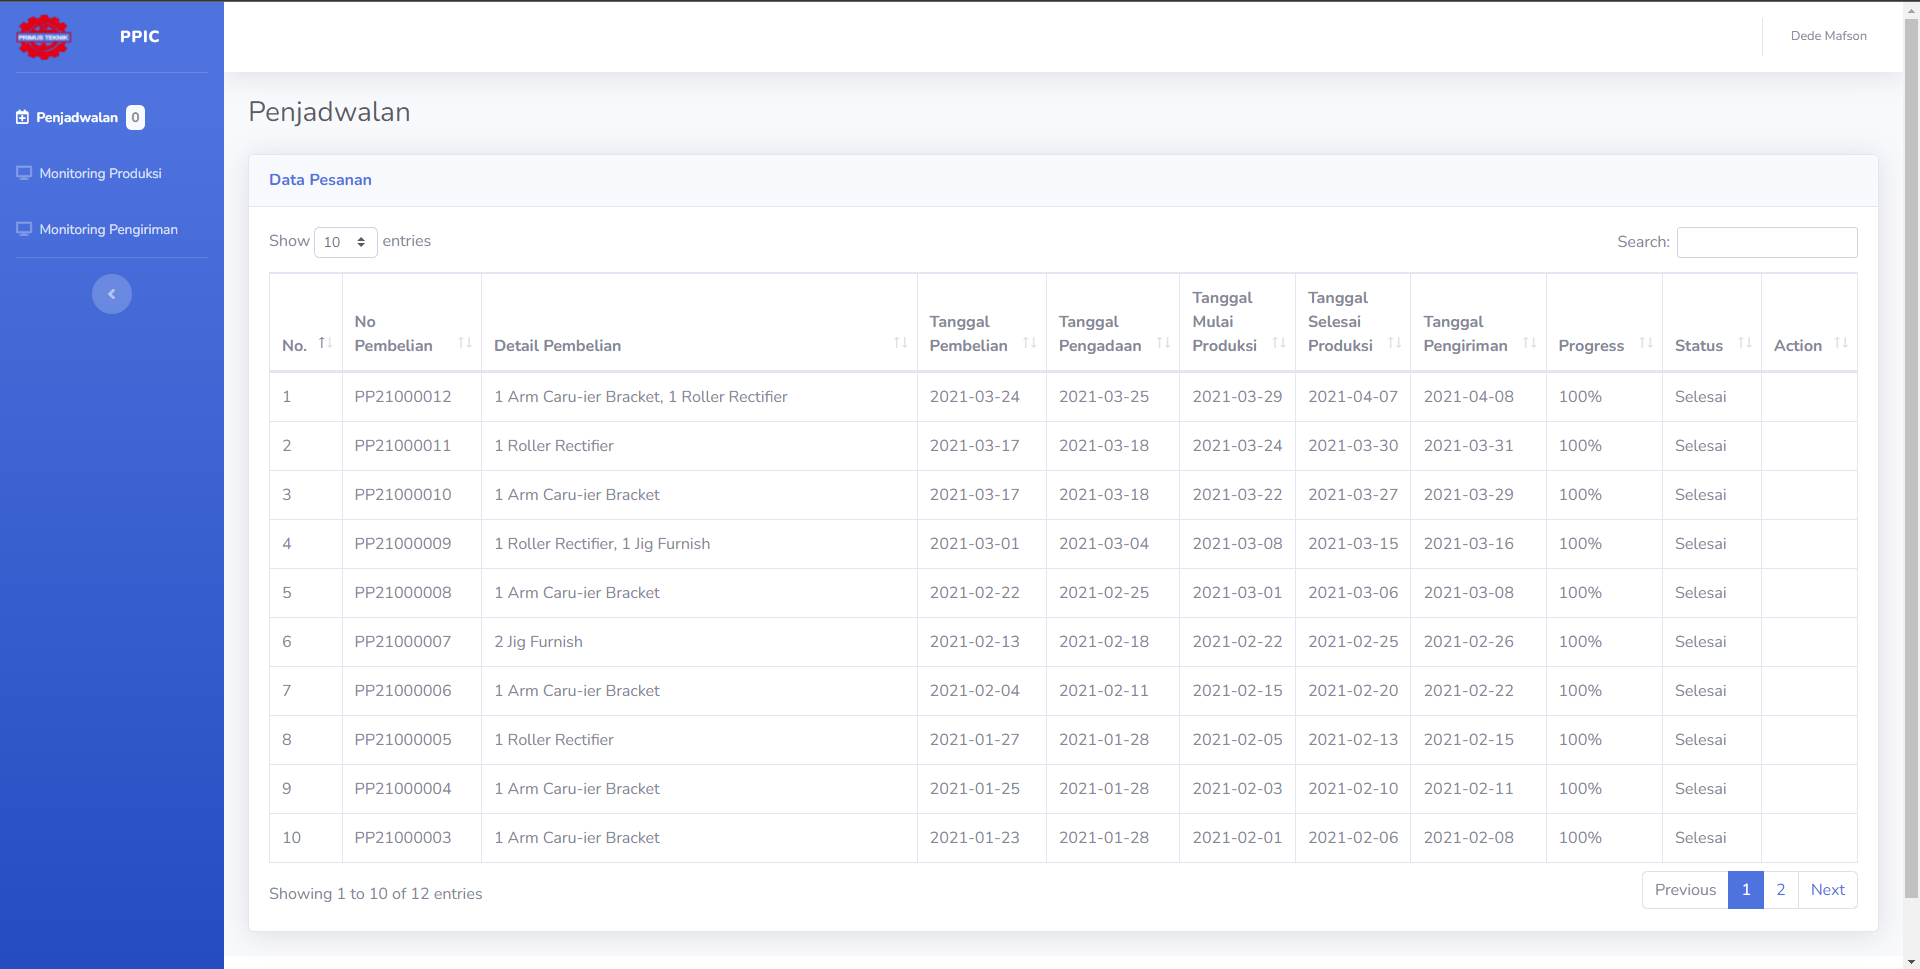 PRIMUS TEKNIK
PPIC
Dede Mafson
Penjadwalan 0
Monitoring Produksi
Monitoring Pengiriman
Penjadwalan
Data Pesanan
Show 10 entries
Search:
No. No Pembelian Detail Pembelian Tanggal Pembelian Tanggal Pengadaan Tanggal Mulai Produksi Tanggal Selesai Produksi Tanggal Pengiriman Progress Status Action
1 PP21000012 1 Arm Caru-ier Bracket, 1 Roller Rectifier 2021-03-24 2021-03-25 2021-03-29 2021-04-07 2021-04-08 100% Selesai
2 PP21000011 1 Roller Rectifier 2021-03-17 2021-03-18 2021-03-24 2021-03-30 2021-03-31 100% Selesai
3 PP21000010 1 Arm Caru-ier Bracket 2021-03-17 2021-03-18 2021-03-22 2021-03-27 2021-03-29 100% Selesai
4 PP21000009 1 Roller Rectifier, 1 Jig Furnish 2021-03-01 2021-03-04 2021-03-08 2021-03-15 2021-03-16 100% Selesai
5 PP21000008 1 Arm Caru-ier Bracket 2021-02-22 2021-02-25 2021-03-01 2021-03-06 2021-03-08 100% Selesai
6 PP21000007 2 Jig Furnish 2021-02-13 2021-02-18 2021-02-22 2021-02-25 2021-02-26 100% Selesai
7 PP21000006 1 Arm Caru-ier Bracket 2021-02-04 2021-02-11 2021-02-15 2021-02-20 2021-02-22 100% Selesai
8 PP21000005 1 Roller Rectifier 2021-01-27 2021-01-28 2021-02-05 2021-02-13 2021-02-15 100% Selesai
9 PP21000004 1 Arm Caru-ier Bracket 2021-01-25 2021-01-28 2021-02-03 2021-02-10 2021-02-11 100% Selesai
10 PP21000003 1 Arm Caru-ier Bracket 2021-01-23 2021-01-28 2021-02-01 2021-02-06 2021-02-08 100% Selesai
Showing 1 to 10 of 12 entries
Previous 1 2 Next